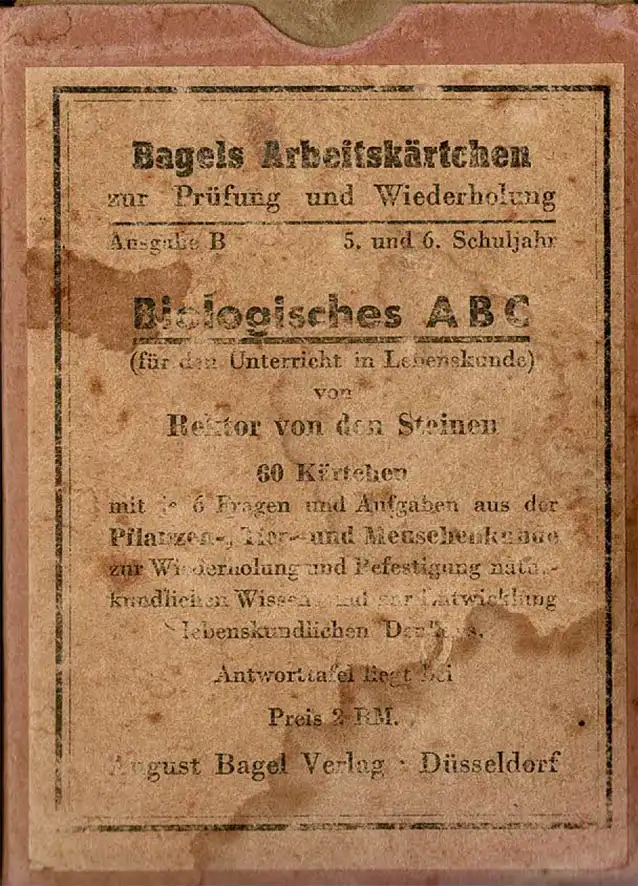 Bagels Arbeitskärtchen
zur Prüfung und Wiederholung
Ausgabe B 5. und 6. Schuljahr
Biologisches ABC
(für den Unterricht in Lebenskunde)
von
Rektor von den Steinen
60 Kärtchen
mit je 6 Fragen und Aufgaben aus der
Pflanzen-, Tier- und Menschenkunde
zur Wiederholung und Befestigung natur-
kundlichen Wissens und zur Entwicklung
lebenskundlichen Denkens.
Antworttafel liegt bei
Preis 2 RM.
August Bagel Verlag · Düsseldorf